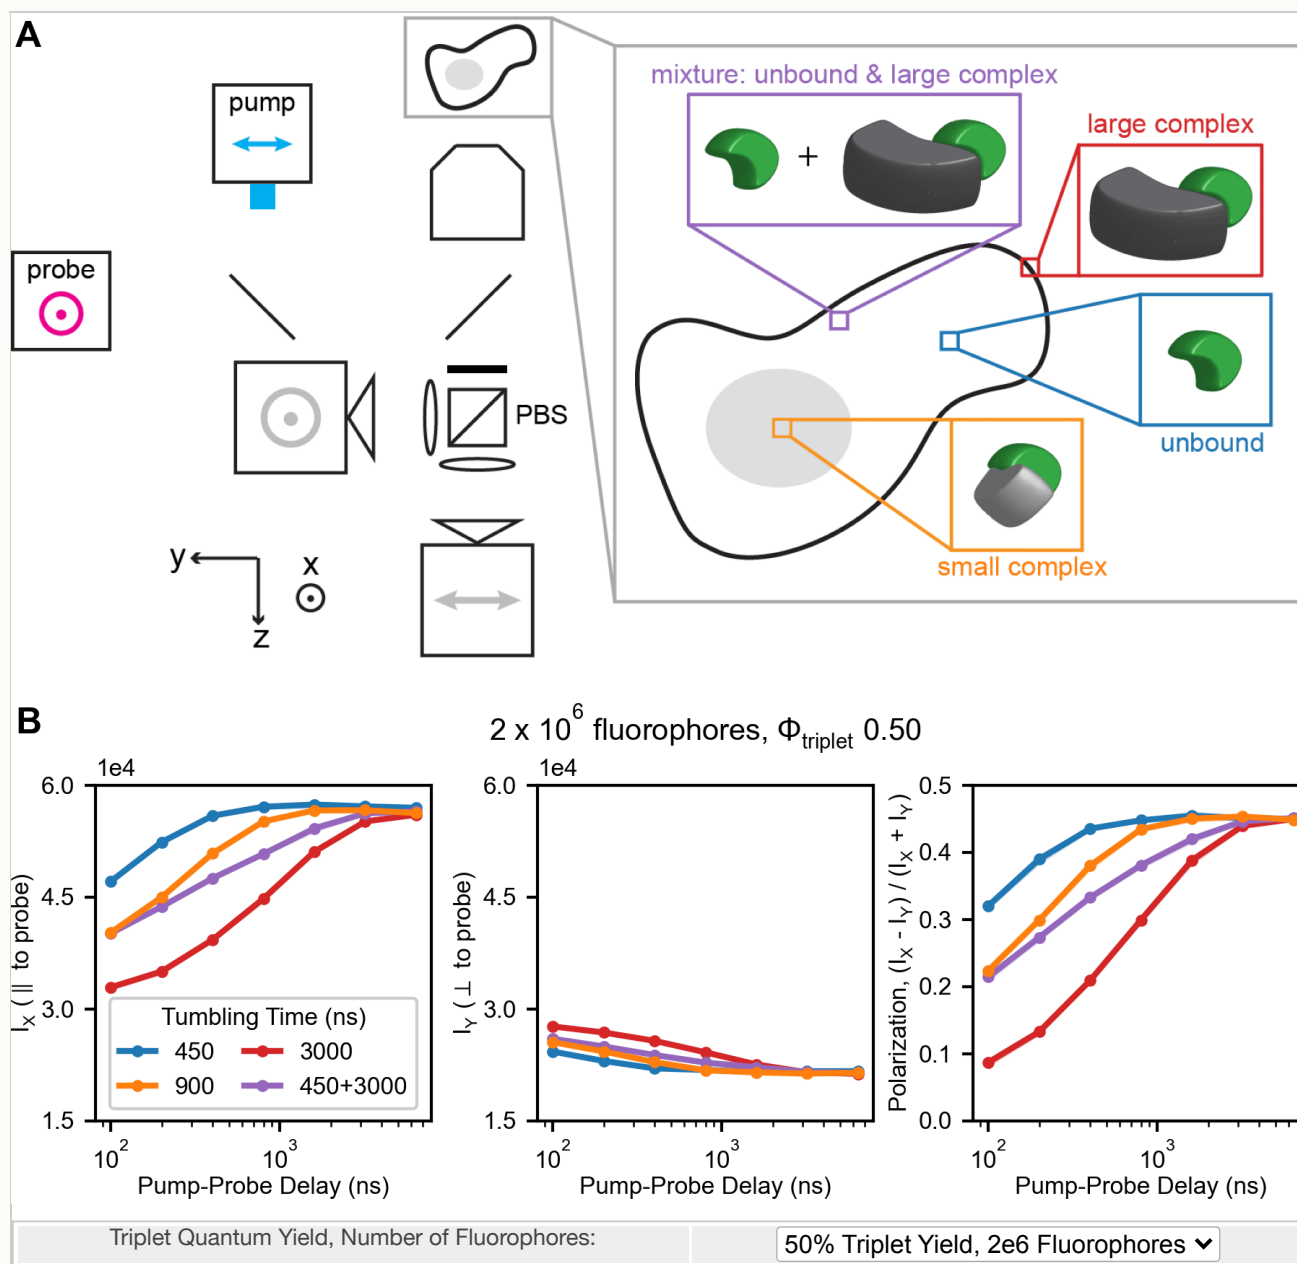 A
pump
probe
PBS
y
x
z
mixture: unbound & large complex
+
large complex
unbound
small complex
B
2 x 10^6 fluorophores, Φ_triplet 0.50
1e4
6.0
4.5
3.0
1.5
I_X ( ∥ to probe)
Tumbling Time (ns)
450
900
3000
450+3000
10^2
10^3
Pump-Probe Delay (ns)
1e4
6.0
4.5
3.0
1.5
I_Y ( ⊥ to probe)
10^2
10^3
Pump-Probe Delay (ns)
0.5
0.4
0.3
0.2
0.1
0.0
Polarization, (I_X - I_Y) / (I_X + I_Y)
10^2
10^3
Pump-Probe Delay (ns)
Triplet Quantum Yield, Number of Fluorophores:
50% Triplet Yield, 2e6 Fluorophores